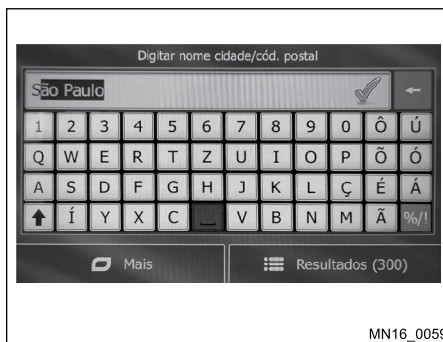 Digitar nome cidade/cód. postal
São Paulo
1 2 3 4 5 6 7 8 9 0 Ô Ú
Q W E R T Z U I O P Õ Ó
A S D F G H J K L Ç É Á
Í Y X C V B N M Ã %/!
Mais Resultados (300)
MN16_0059